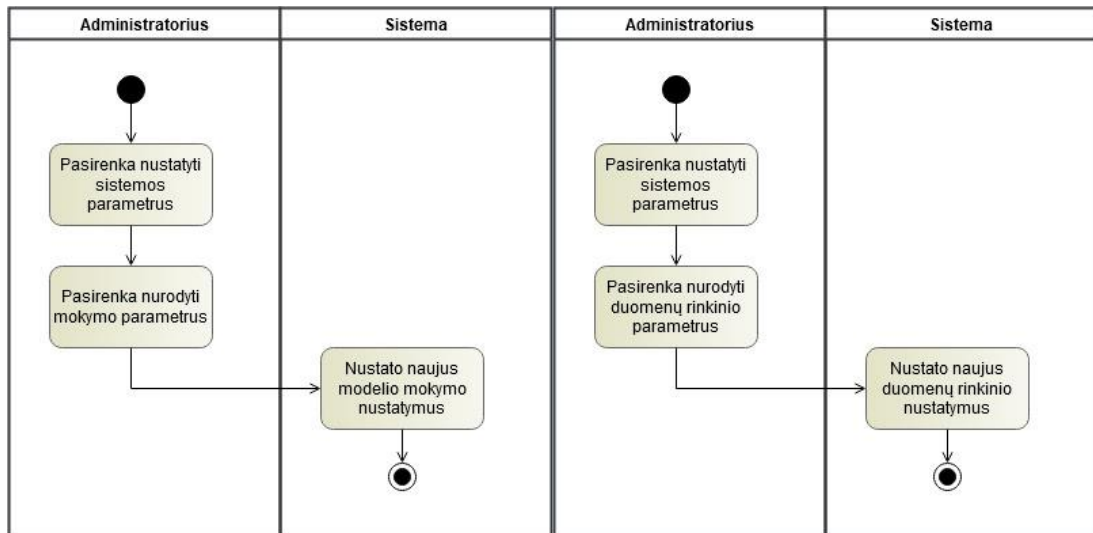 Administratorius
Sistema
Pasirenka nustatyti
sistemos
parametrus
Pasirenka nurodyti
mokymo parametrus
Nustato naujus
modelio mokymo
nustatymus
Administratorius
Sistema
Pasirenka nustatyti
sistemos
parametrus
Pasirenka nurodyti
duomenų rinkinio
parametrus
Nustato naujus
duomenų rinkinio
nustatymus